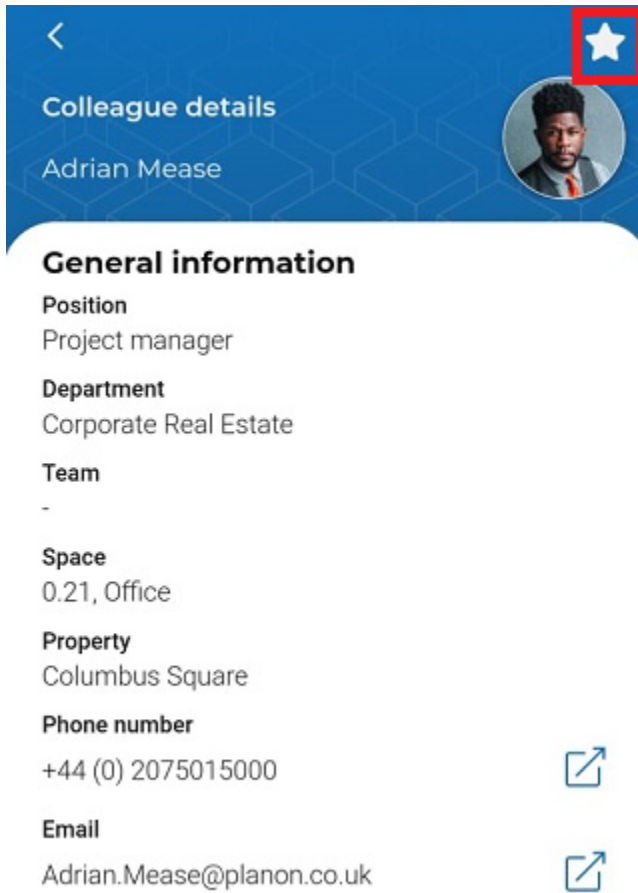 Colleague details
Adrian Mease
General information
Position
Project manager
Department
Corporate Real Estate
Team
-
Space
0.21, Office
Property
Columbus Square
Phone number
+44 (0) 2075015000
Email
Adrian.Mease@planon.co.uk